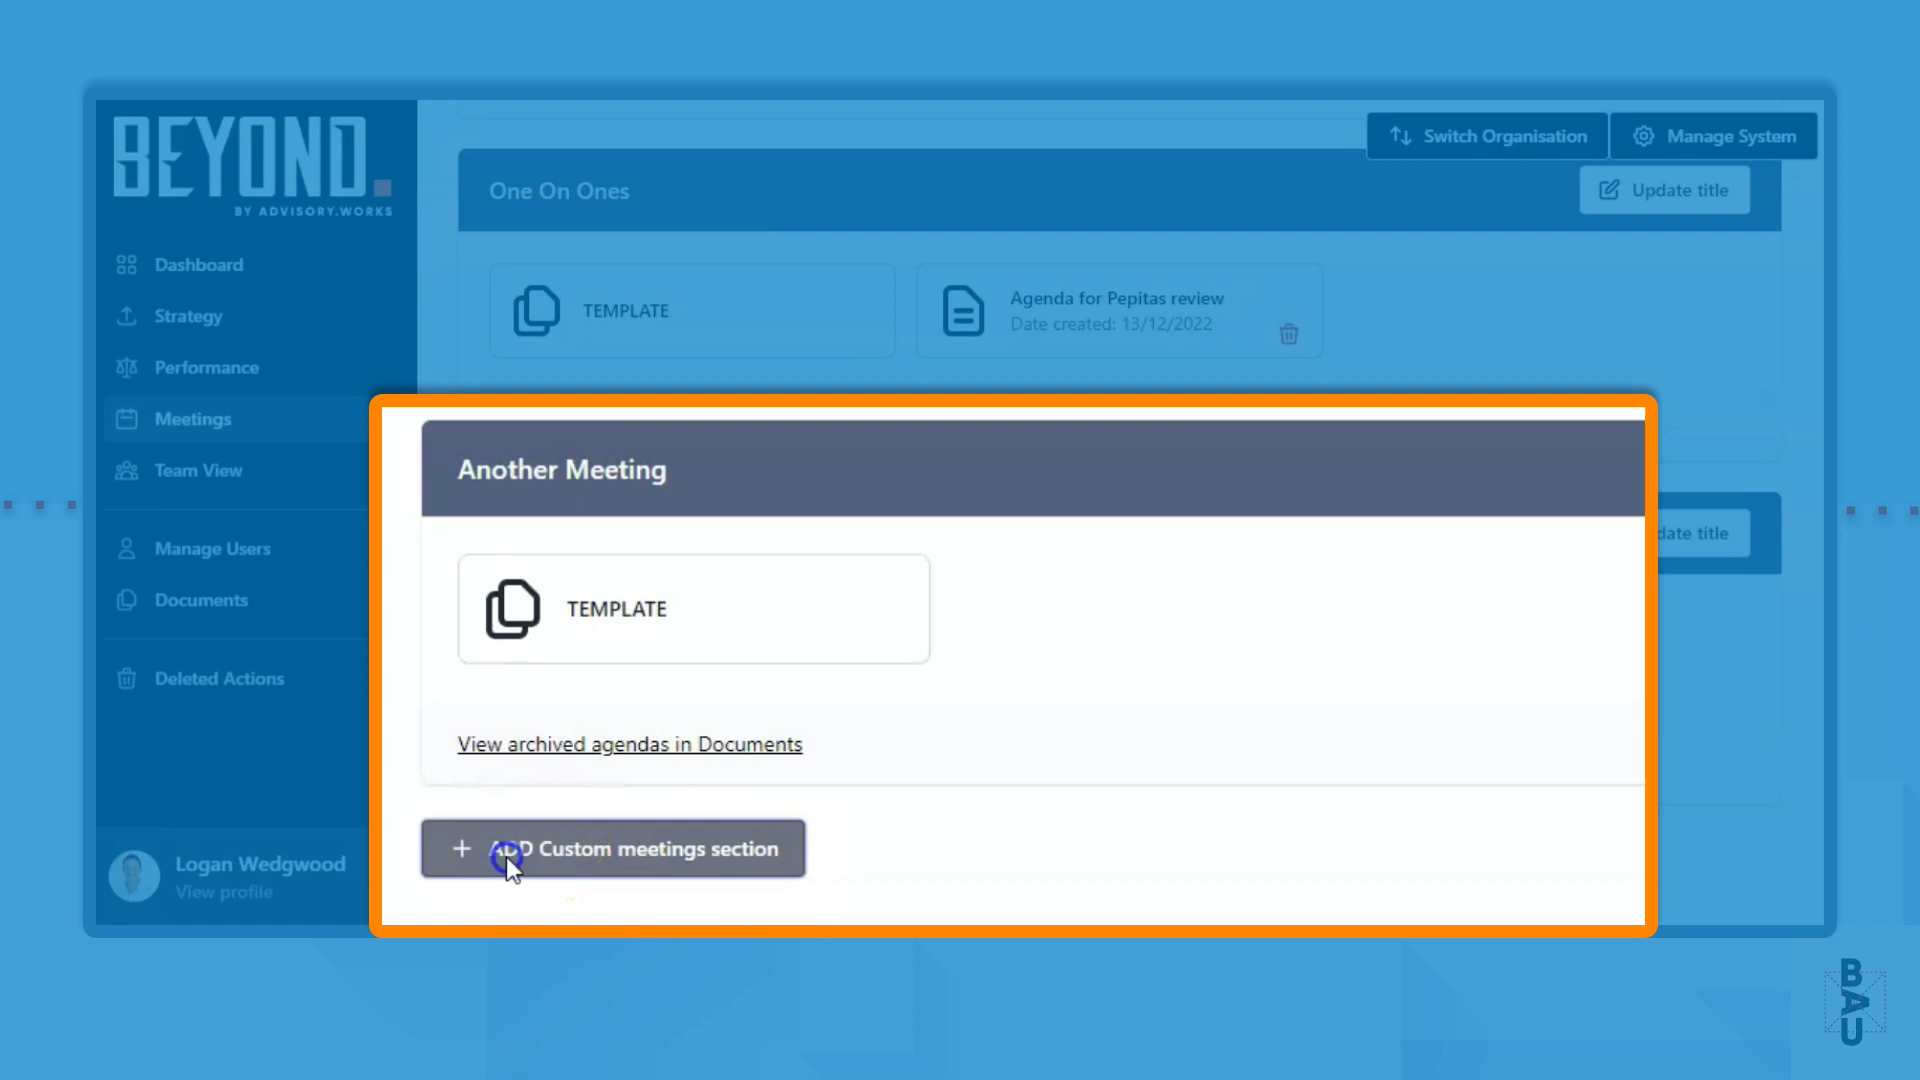 BEYOND.
BY ADVISORY.WORKS
Dashboard
Strategy
Performance
Meetings
Team View
Manage Users
Documents
Deleted Actions
Logan Wedgwood
View profile
Switch Organisation
Manage System
One On Ones
Update title
TEMPLATE
Agenda for Pepitas review
Date created: 13/12/2022
date title
Another Meeting
TEMPLATE
View archived agendas in Documents
+ ADD Custom meetings section
BAU